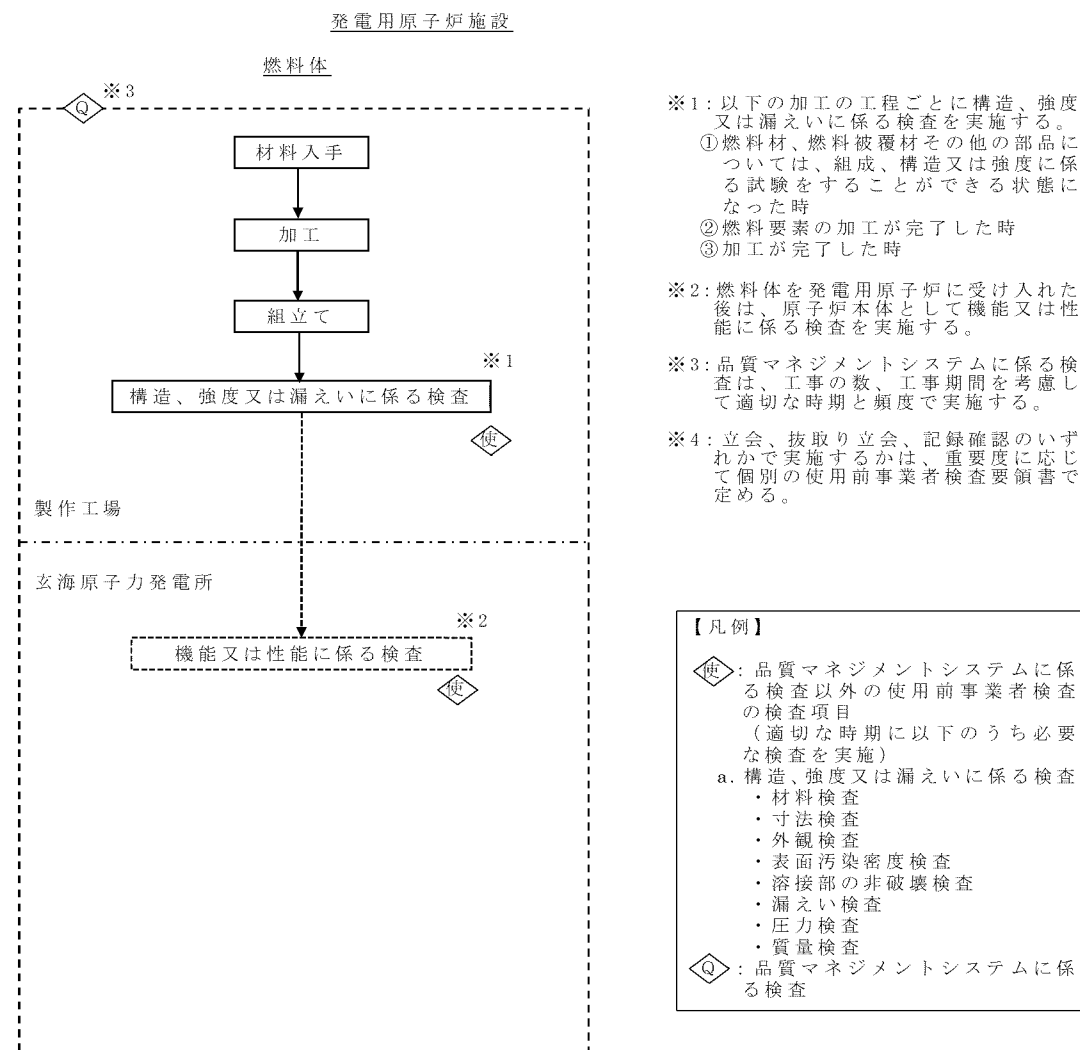 発電用原子炉施設
燃料体
Q
※3
材料入手
加工
組立て
※1
構造、強度又は漏えいに係る検査
使
製作工場
玄海原子力発電所
※2
機能又は性能に係る検査
使
※1:以下の加工の工程ごとに構造、強度
又は漏えいに係る検査を実施する。
①燃料材、燃料被覆材その他の部品に
ついては、組成、構造又は強度に係
る試験をすることができる状態に
なった時
②燃料要素の加工が完了した時
③加工が完了した時
※2:燃料体を発電用原子炉に受け入れた
後は、原子炉本体として機能又は性
能に係る検査を実施する。
※3:品質マネジメントシステムに係る検
査は、工事の数、工事期間を考慮し
て適切な時期と頻度で実施する。
※4:立会、抜取り立会、記録確認のいず
れかで実施するかは、重要度に応じ
て個別の使用前事業者検査要領書で
定める。
【凡例】
使:品質マネジメントシステムに係
る検査以外の使用前事業者検査
の検査項目
(適切な時期に以下のうち必要
な検査を実施)
a.構造、強度又は漏えいに係る検査
・材料検査
・寸法検査
・外観検査
・表面汚染密度検査
・溶接部の非破壊検査
・漏えい検査
・圧力検査
・質量検査
Q:品質マネジメントシステムに係
る検査